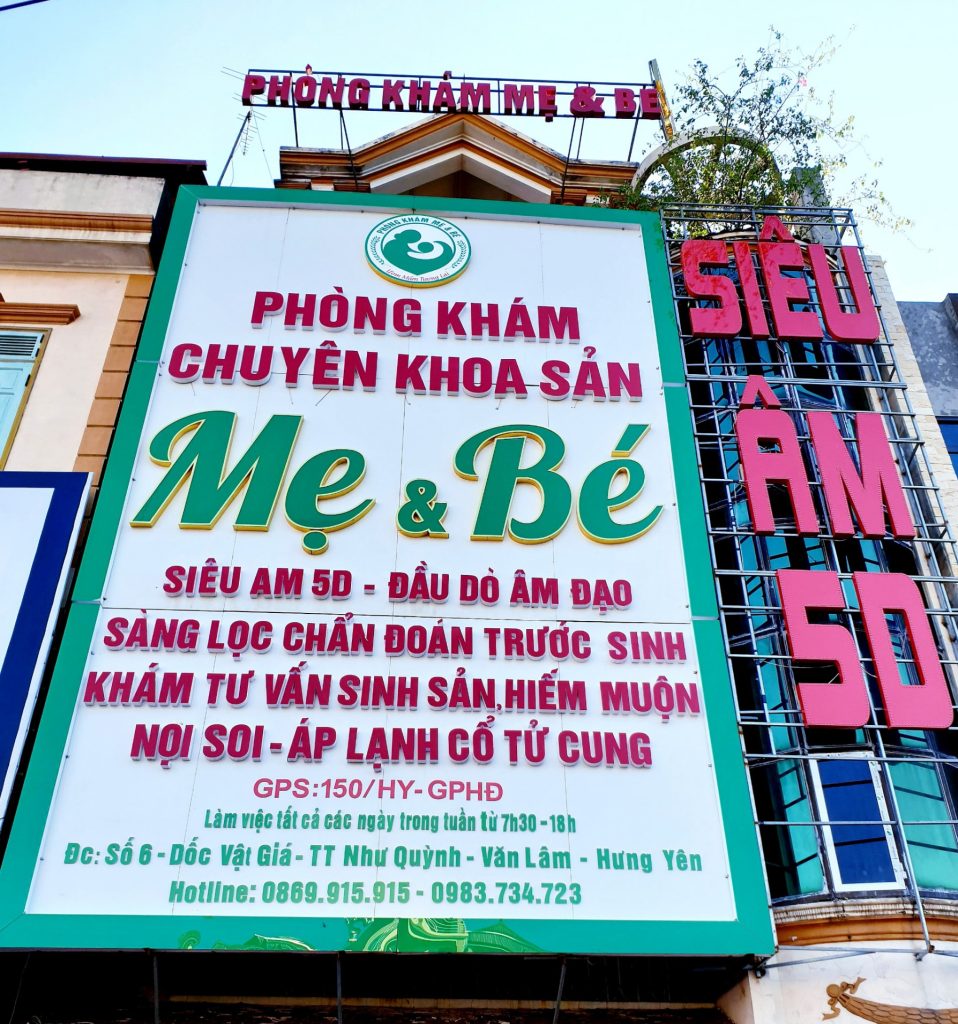 PHÒNG KHÁM MẸ & BÉ
PHÒNG KHÁM MẸ & BÉ
PHÒNG KHÁM
CHUYÊN KHOA SẢN
Mẹ & Bé
SIÊU AM 5D - ĐẦU DÒ ÂM ĐẠO
SÀNG LỌC CHẨN ĐOÁN TRƯỚC SINH
KHÁM TƯ VẤN SINH SẢN, HIẾM MUỘN
NỘI SOI - ÁP LẠNH CỔ TỬ CUNG
GPS:150/HY-GPHĐ
Làm việc tất cả các ngày trong tuần từ 7h30 - 18h
Đc: Số 6 - Dốc Vật Giá - TT Như Quỳnh - Văn Lâm - Hưng Yên
Hotline: 0869.915.915 - 0983.734.723
SIÊU
ÂM
5D